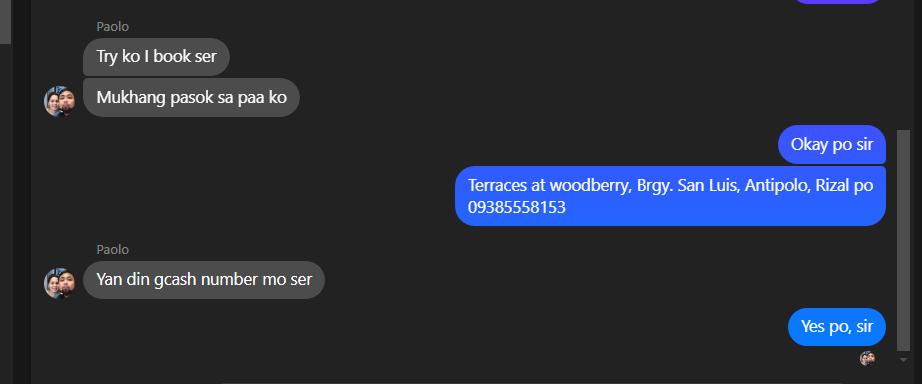 Paolo
Try ko I book ser
Mukhang pasok sa paa ko
Okay po sir
Terraces at woodberry, Brgy. San Luis, Antipolo, Rizal po
09385558153
Paolo
Yan din gcash number mo ser
Yes po, sir